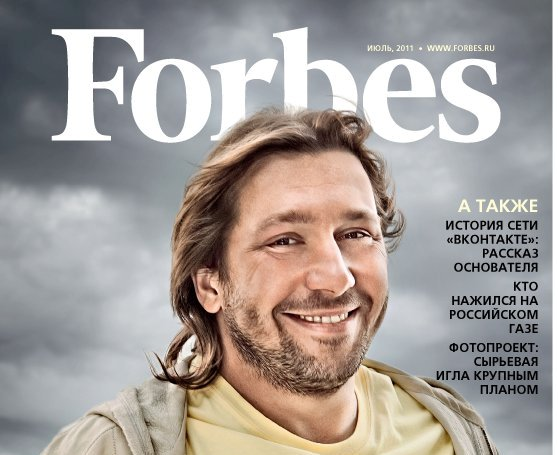 Forbes
ИЮЛЬ, 2011 • WWW.FORBES.RU
А ТАКЖЕ
ИСТОРИЯ СЕТИ
«ВКОНТАКТЕ»:
РАССКАЗ
ОСНОВАТЕЛЯ
КТО
НАЖИЛСЯ НА
РОССИЙСКОМ
ГАЗЕ
ФОТОПРОЕКТ:
СЫРЬЕВАЯ
ИГЛА КРУПНЫМ
ПЛАНОМ